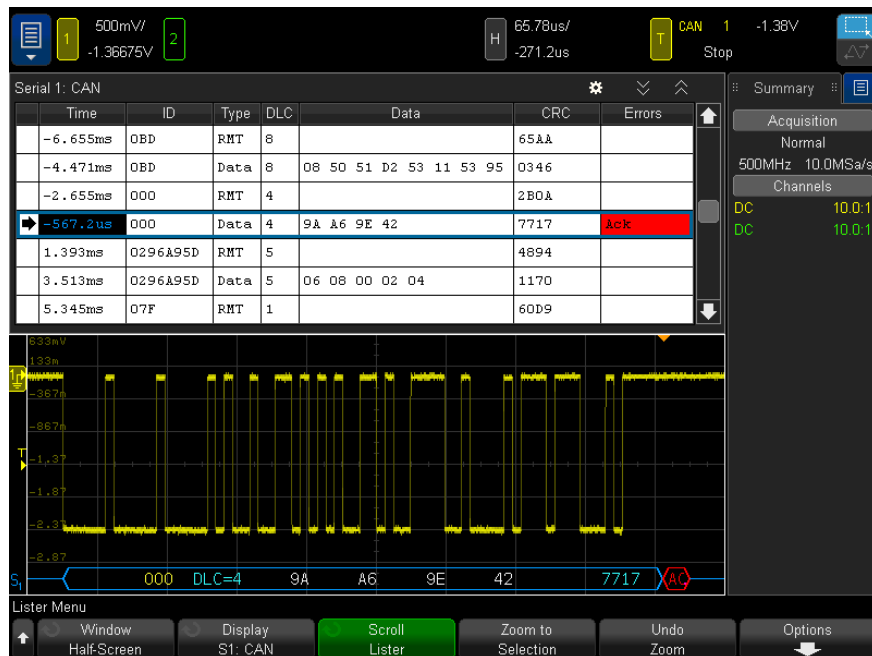 1 500mV/ -1.36675V 2 H 65.78us/ -271.2us T CAN 1 -1.38V Stop
Serial 1: CAN
Time ID Type DLC Data CRC Errors
-6.655ms 0BD RMT 8 65AA
-4.471ms 0BD Data 8 08 50 51 D2 53 11 53 95 0346
-2.655ms 000 RMT 4 2B0A
-567.2us 000 Data 4 9A A6 9E 42 7717 Ack
1.393ms 0296A95D RMT 5 4894
3.513ms 0296A95D Data 5 06 08 00 02 04 1170
5.345ms 07F RMT 1 60D9
Summary
Acquisition
Normal
500MHz 10.0MSa/s
Channels
DC 10.0:1
DC 10.0:1
633mV
133m
1
-367m
-867m
T
-1.37
-1.87
-2.37
-2.87
S1 000 DLC=4 9A A6 9E 42 7717 AC
Lister Menu
Window
Half-Screen
Display
S1: CAN
Scroll
Lister
Zoom to
Selection
Undo
Zoom
Options